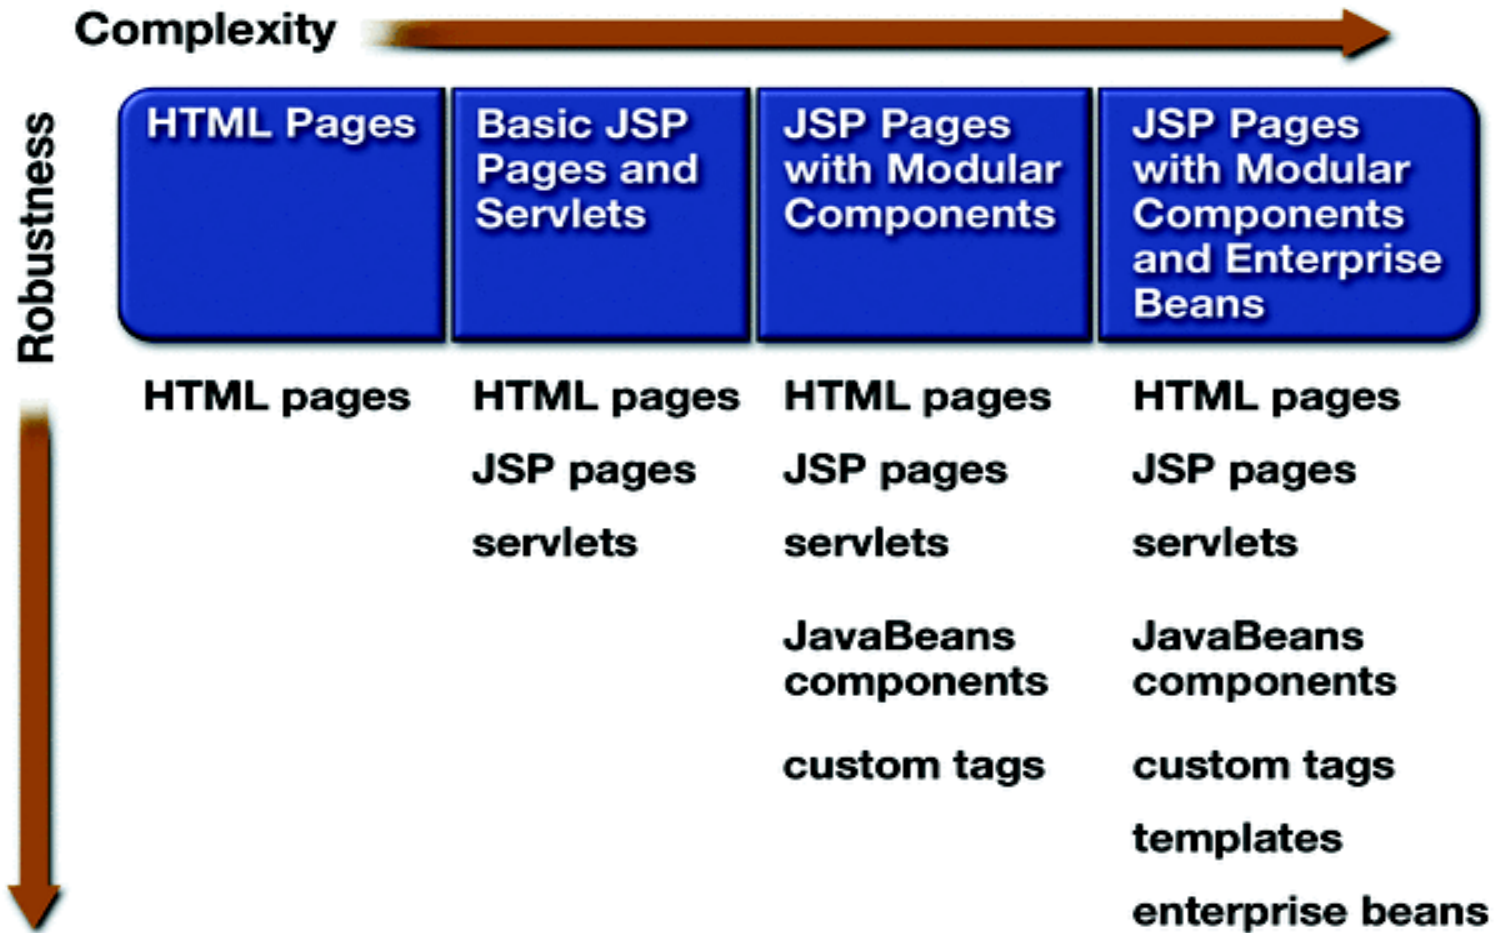 Complexity
Robustness
HTML Pages
Basic JSP
Pages and
Servlets
JSP Pages
with Modular
Components
JSP Pages
with Modular
Components
and Enterprise
Beans
HTML pages
HTML pages
JSP pages
servlets
HTML pages
JSP pages
servlets
JavaBeans
components
custom tags
HTML pages
JSP pages
servlets
JavaBeans
components
custom tags
templates
enterprise beans